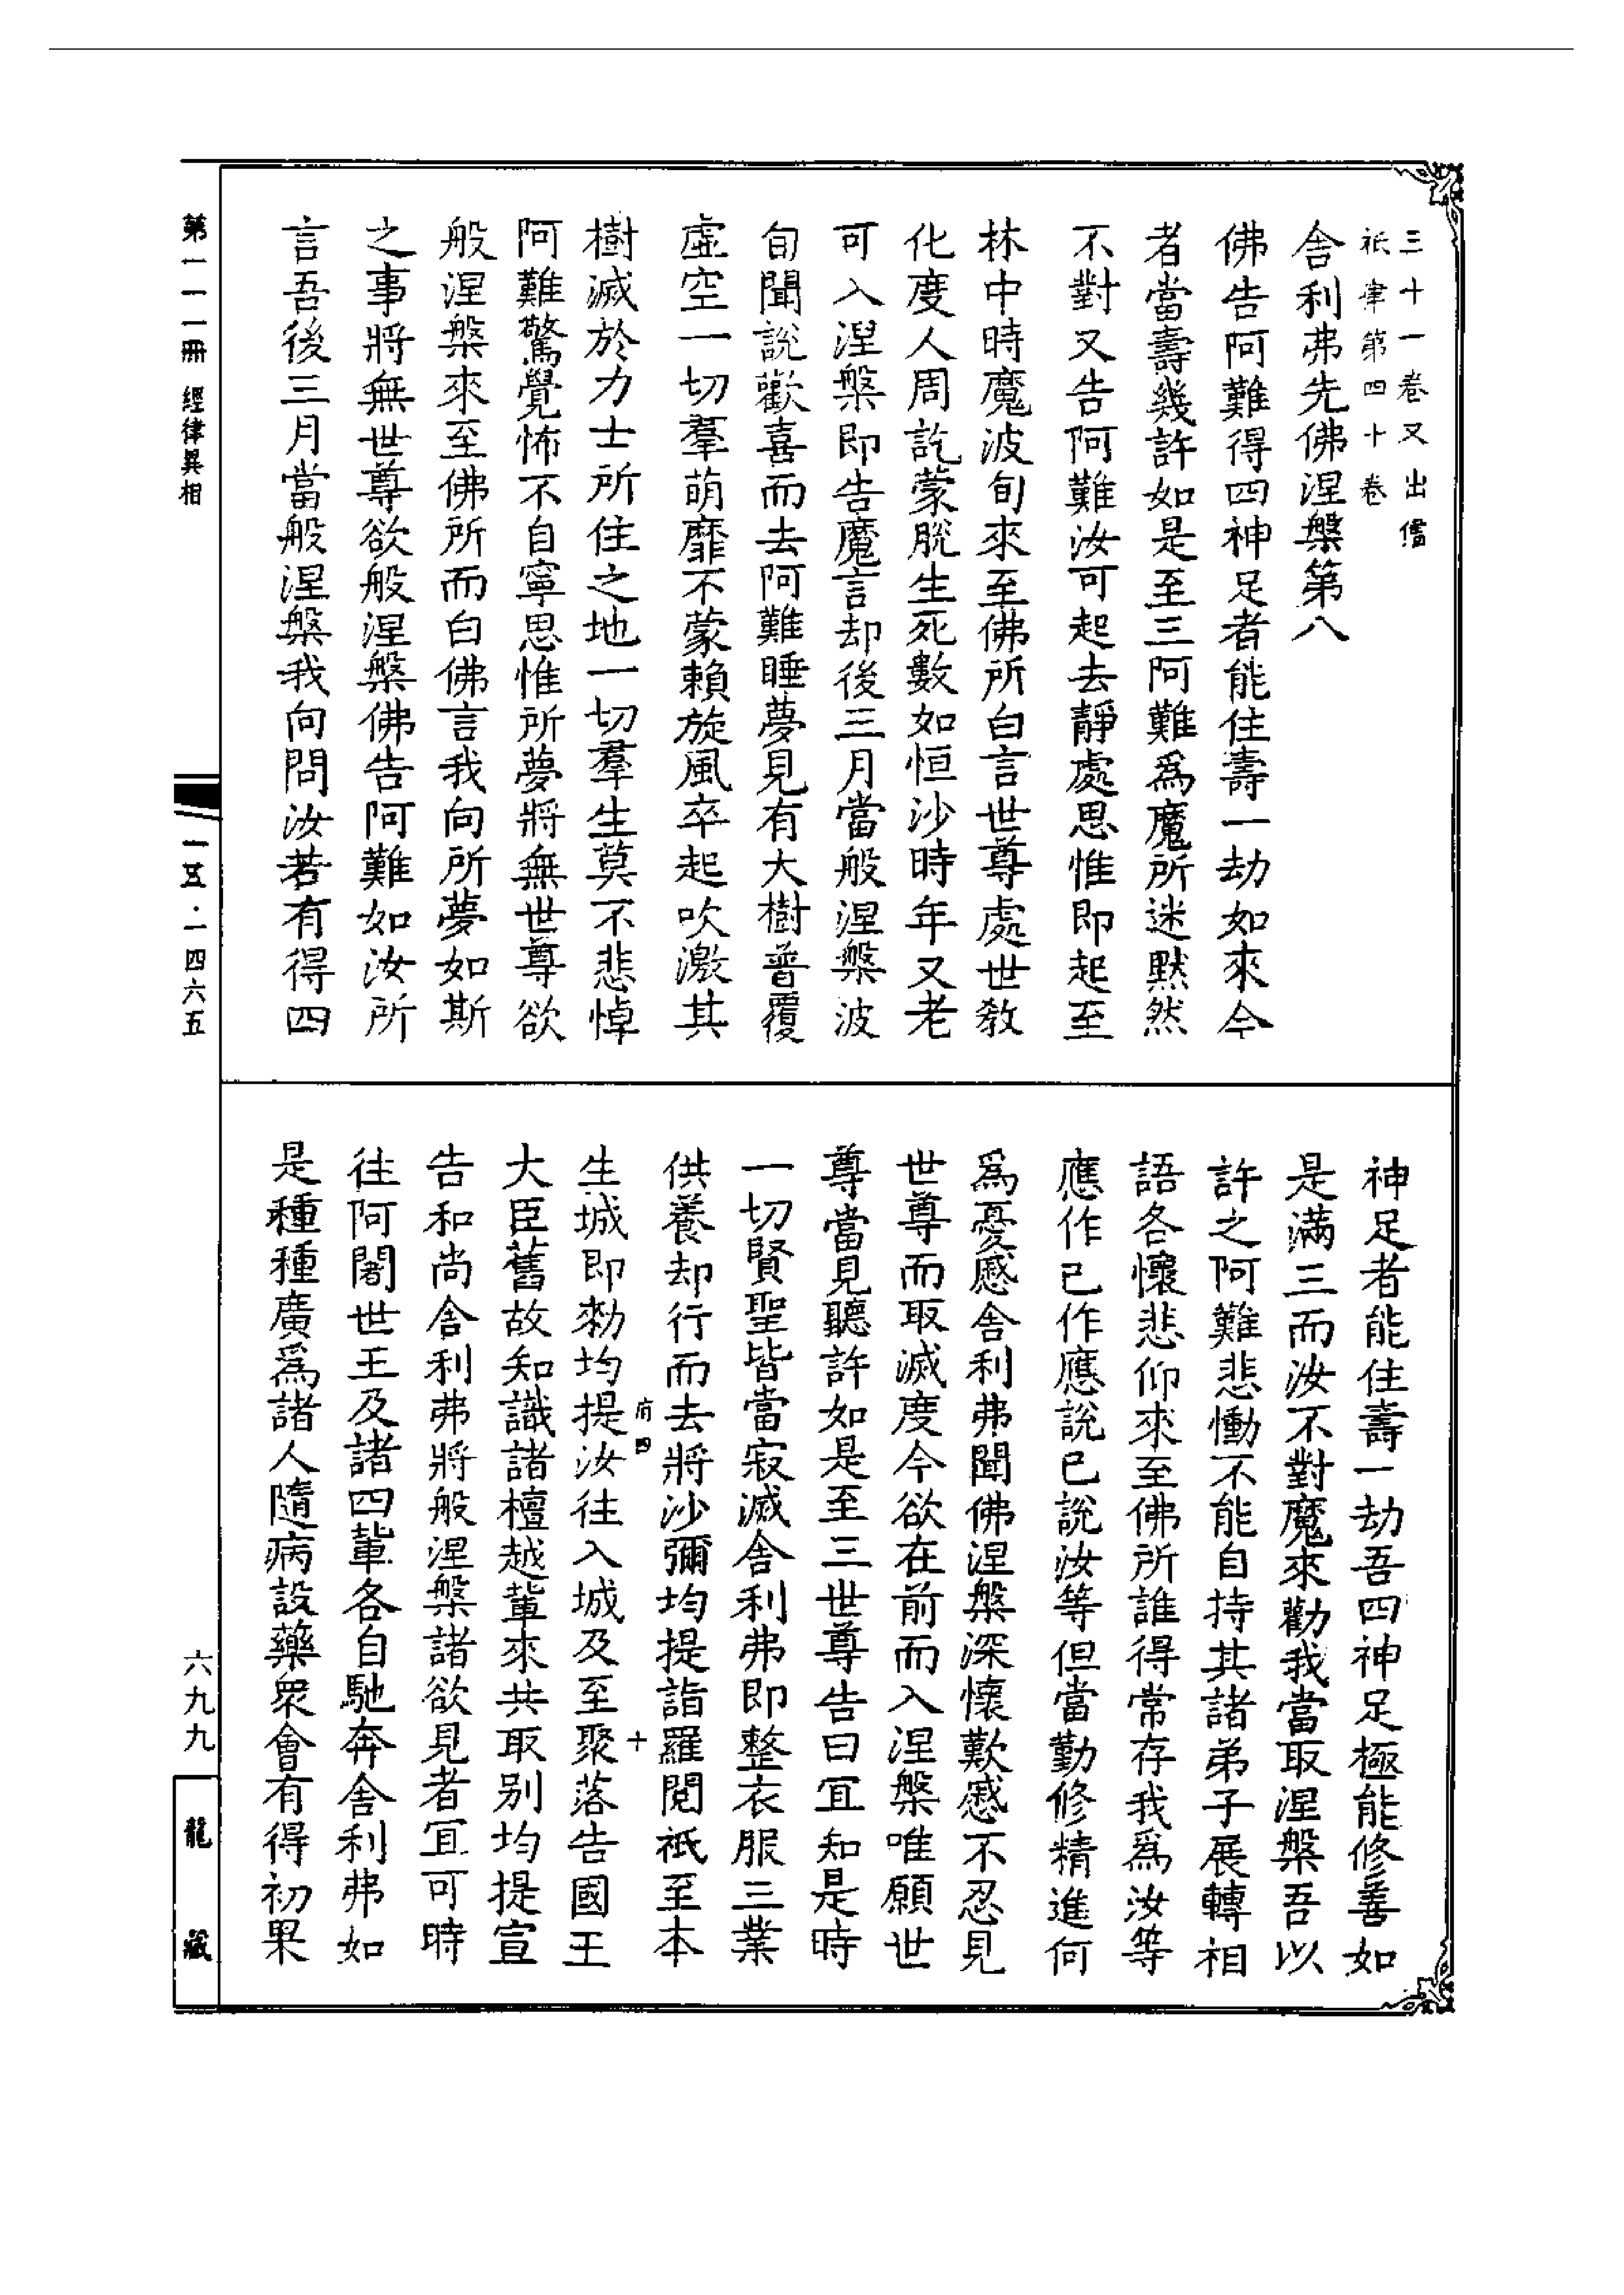 三十一卷又出僧
祇律第四十卷
舍利弗先佛涅槃第八
佛告阿難得四神足者能住壽一劫如來今
者當壽幾許如是至三阿難爲魔所迷默然
不對又告阿難汝可起去靜處思惟即起至
林中時魔波旬來至佛所白言世尊處世教
化度人周訖蒙脫生死數如恒沙時年又老
可入涅槃即告魔言却後三月當般涅槃波
旬聞說歡喜而去阿難睡夢見有大樹普覆
虛空一切羣萌靡不蒙賴旋風卒起吹激其
樹滅於力士所住之地一切羣生莫不悲悼
阿難驚覺怖不自寧思惟所夢將無世尊欲
般涅槃來至佛所而白佛言我向所夢如斯
之事將無世尊欲般涅槃佛告阿難如汝所
言吾後三月當般涅槃我向問汝若有得四
神足者能住壽一劫吾四神足極能修善如
是滿三而汝不對魔來勸我當取涅槃吾以
許之阿難悲慟不能自持其諸弟子展轉相
語各懷悲仰來至佛所誰得常存我爲汝等
應作已作應說已說汝等但當勤修精進何
爲憂慼舍利弗聞佛涅槃深懷歎慼不忍見
世尊而取滅度今欲在前而入涅槃唯願世
尊當見聽許如是至三世尊告曰宜知是時
一切賢聖皆當寂滅舍利弗即整衣服三業
供養却行而去將沙彌均提詣羅閱祇至本
府四 十
生城即勑均提汝往入城及至聚落告國王
大臣舊故知識諸檀越輩來共取別均提宣
告和尚舍利弗將般涅槃諸欲見者宜可時
往阿闍世王及諸四輩各自馳奔舍利弗如
是種種廣爲諸人隨病設藥衆會有得初果
第一一一冊 經律異相
一五·一四六五
六九九
龍藏